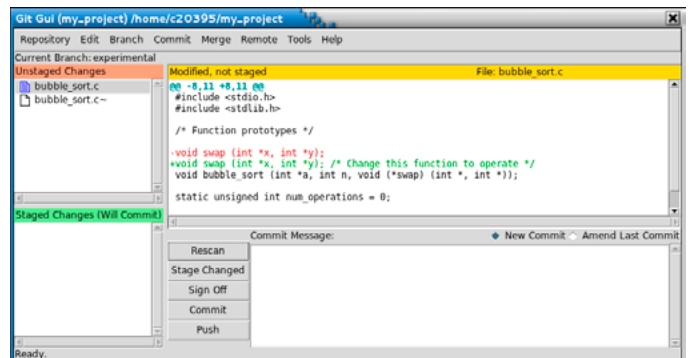 Git Gui (my_project) /home/c20395/my_project
Repository Edit Branch Commit Merge Remote Tools Help
Current Branch: experimental
Unstaged Changes
bubble_sort.c
bubble_sort.c~
Staged Changes (Will Commit)
Modified, not staged File: bubble_sort.c
@@ -8,11 +8,11 @@
#include <stdio.h>
#include <stdlib.h>
/* Function prototypes */
-void swap (int *x, int *y);
+void swap (int *x, int *y); /* Change this function to operate */
void bubble_sort (int *a, int n, void (*swap) (int *, int *));
static unsigned int num_operations = 0;
Commit Message: New Commit Amend Last Commit
Rescan
Stage Changed
Sign Off
Commit
Push
Ready.